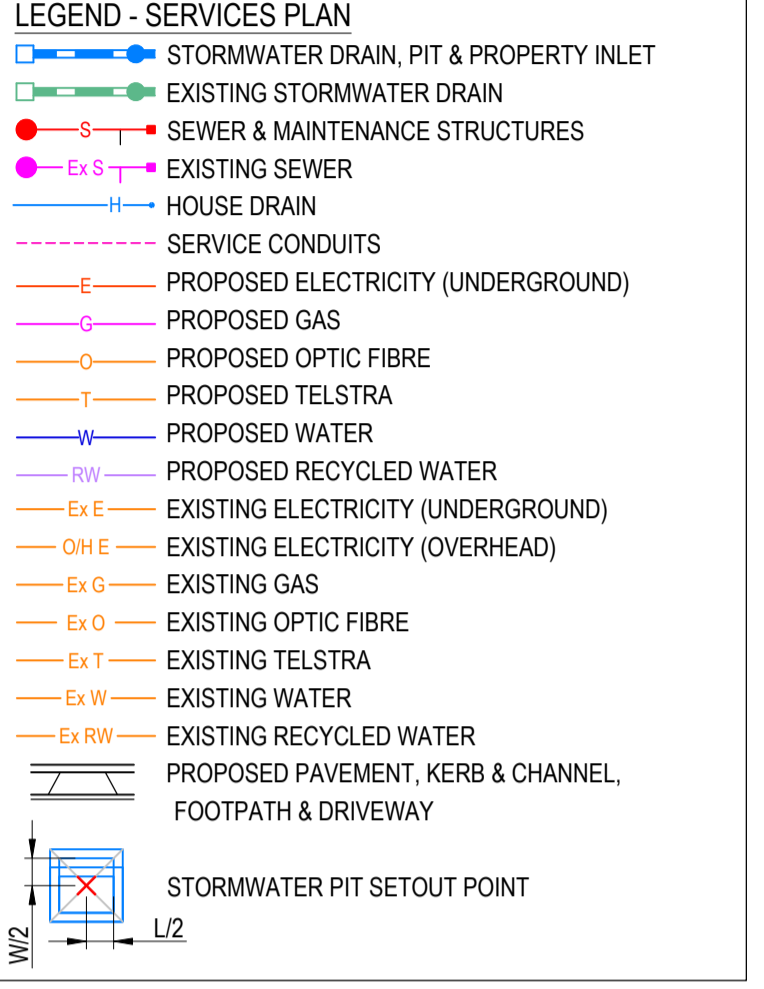 LEGEND - SERVICES PLAN
STORMWATER DRAIN, PIT & PROPERTY INLET
EXISTING STORMWATER DRAIN
S SEWER & MAINTENANCE STRUCTURES
Ex S EXISTING SEWER
H HOUSE DRAIN
SERVICE CONDUITS
E PROPOSED ELECTRICITY (UNDERGROUND)
G PROPOSED GAS
O PROPOSED OPTIC FIBRE
T PROPOSED TELSTRA
W PROPOSED WATER
RW PROPOSED RECYCLED WATER
Ex E EXISTING ELECTRICITY (UNDERGROUND)
O/H E EXISTING ELECTRICITY (OVERHEAD)
Ex G EXISTING GAS
Ex O EXISTING OPTIC FIBRE
Ex T EXISTING TELSTRA
Ex W EXISTING WATER
Ex RW EXISTING RECYCLED WATER
PROPOSED PAVEMENT, KERB & CHANNEL,
FOOTPATH & DRIVEWAY
STORMWATER PIT SETOUT POINT
W/2
L/2